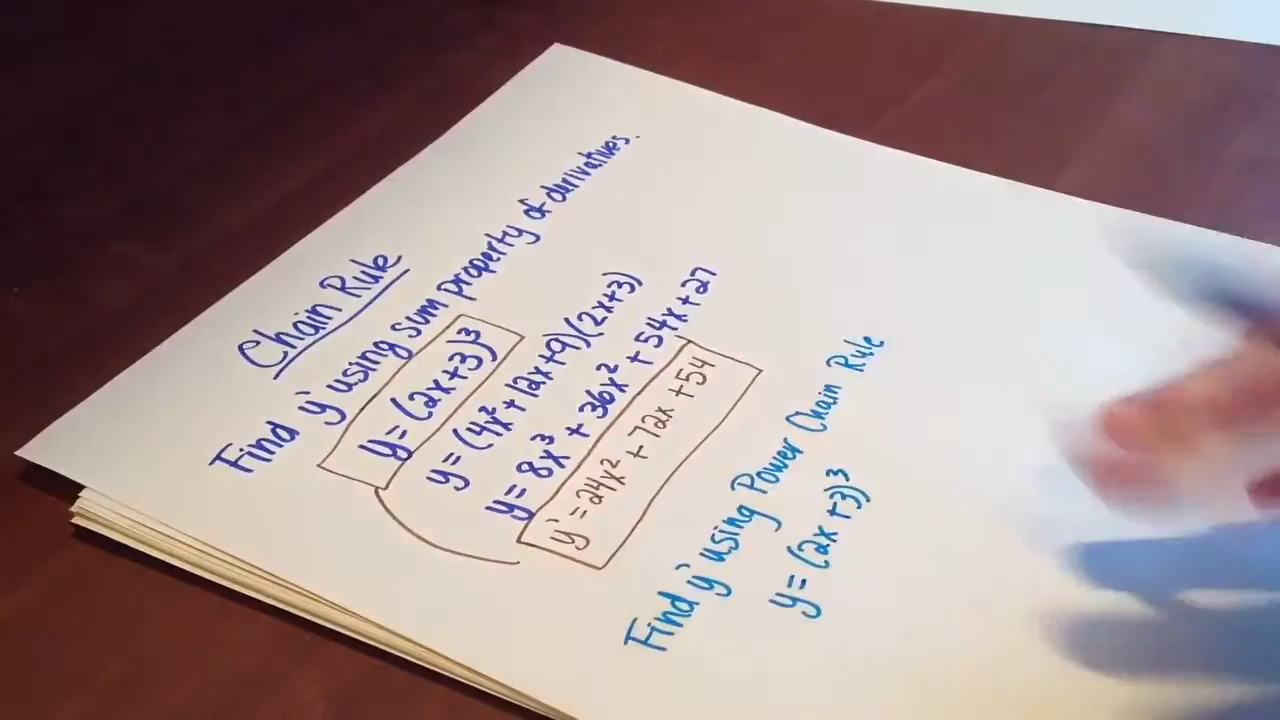 Chain Rule
Find y' using sum property of derivatives.
y = (2x+3)³
y = (4x²+12x+9)(2x+3)
y = 8x³ + 36x² + 54x + 27
y' = 24x² + 72x + 54
Find y' using Power Chain Rule
y = (2x +3)³